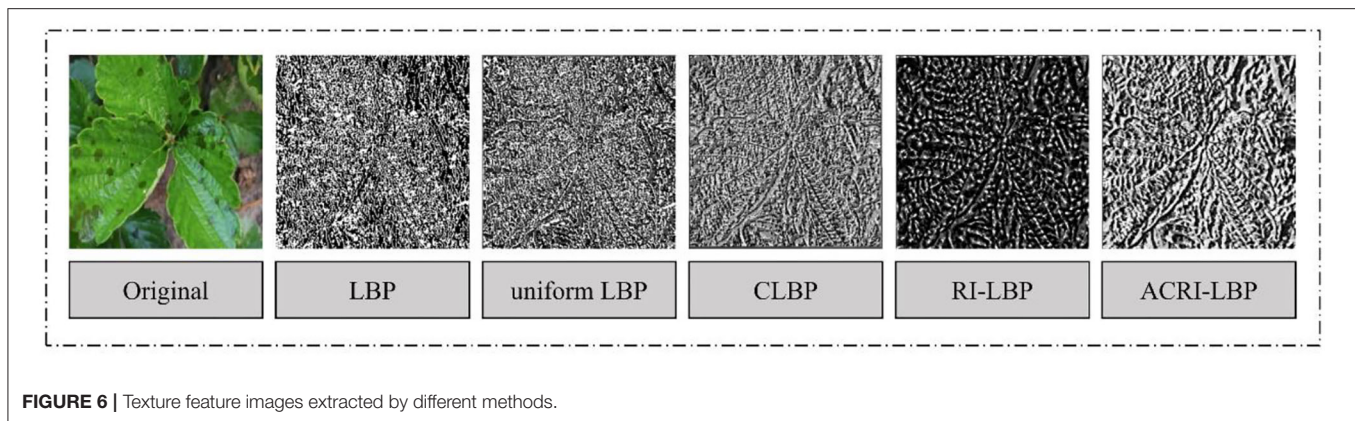 Original
LBP
uniform LBP
CLBP
RI-LBP
ACRI-LBP
FIGURE 6 | Texture feature images extracted by different methods.